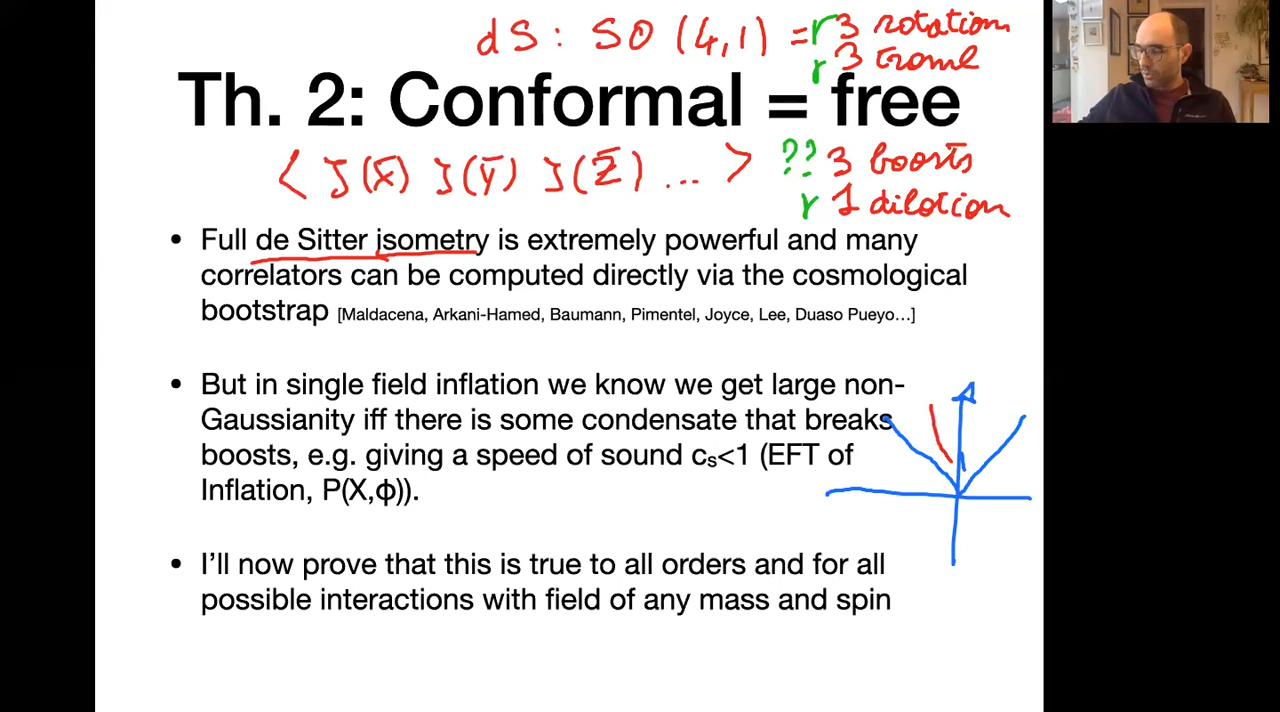 dS: SO(4,1) = 3 rotation
3 transl
Th. 2: Conformal = free
< ζ(x̄) ζ(ȳ) ζ(z̄) ... > ?? 3 boosts
1 dilation
• Full de Sitter isometry is extremely powerful and many
correlators can be computed directly via the cosmological
bootstrap [Maldacena, Arkani-Hamed, Baumann, Pimentel, Joyce, Lee, Duaso Pueyo…]
• But in single field inflation we know we get large non-
Gaussianity iff there is some condensate that breaks
boosts, e.g. giving a speed of sound cₛ<1 (EFT of
Inflation, P(X,ϕ)).
• I’ll now prove that this is true to all orders and for all
possible interactions with field of any mass and spin